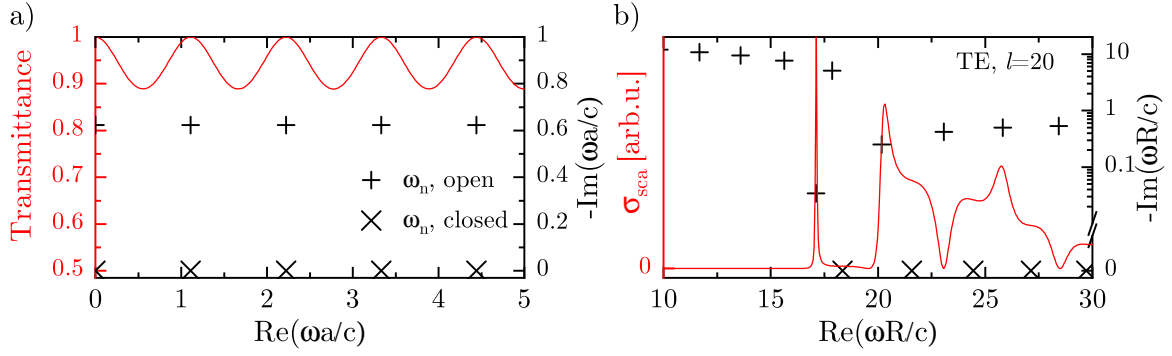 a)
Transmittance
1
0.9
0.8
0.7
0.6
0.5
1
0.8
0.6
0.4
0.2
0
-Im(ωa/c)
ωn, open
ωn, closed
0 1 2 3 4 5
Re(ωa/c)
b)
σsca [arb.u.]
0
TE, l=20
10
1
0.1
0
-Im(ωR/c)
10 15 20 25 30
Re(ωR/c)